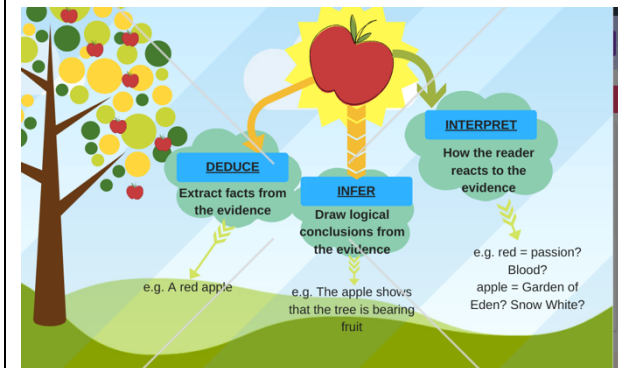 DEDUCE
Extract facts from
the evidence
e.g. A red apple
INFER
Draw logical
conclusions from
the evidence
e.g. The apple shows
that the tree is bearing
fruit
INTERPRET
How the reader
reacts to the
evidence
e.g. red = passion?
Blood?
apple = Garden of
Eden? Snow White?